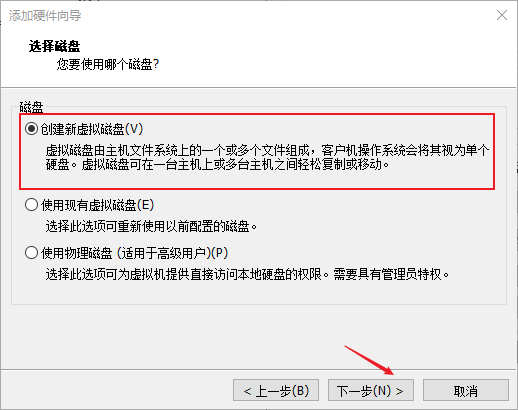 添加硬件向导
选择磁盘
您要使用哪个磁盘?
磁盘
创建新虚拟磁盘(V)
虚拟磁盘由主机文件系统上的一个或多个文件组成，客户机操作系统会将其视为单个
硬盘。虚拟磁盘可在一台主机上或多台主机之间轻松复制或移动。
使用现有虚拟磁盘(E)
选择此选项可重新使用以前配置的磁盘。
使用物理磁盘 (适用于高级用户)(P)
选择此选项可为虚拟机提供直接访问本地硬盘的权限。需要具有管理员特权。
< 上一步(B)
下一步(N) >
取消